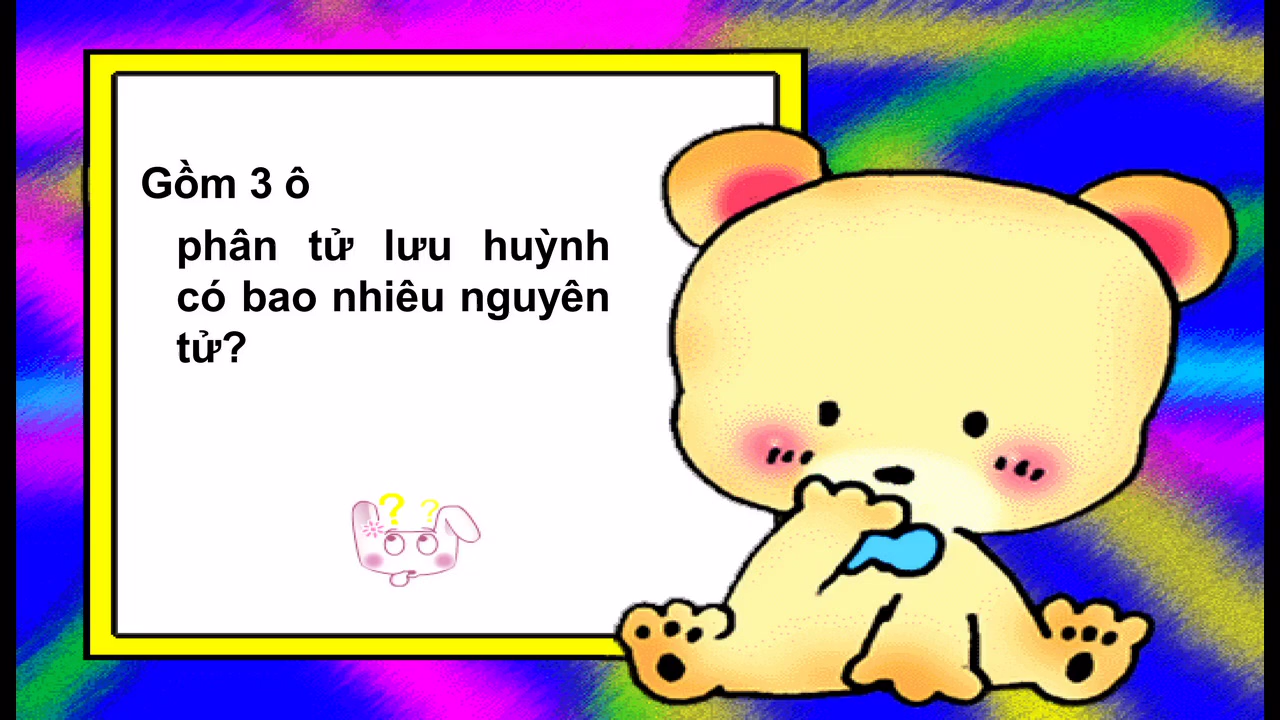 Gồm 3 ô
phân tử lưu huỳnh
có bao nhiêu nguyên
tử?
? ?